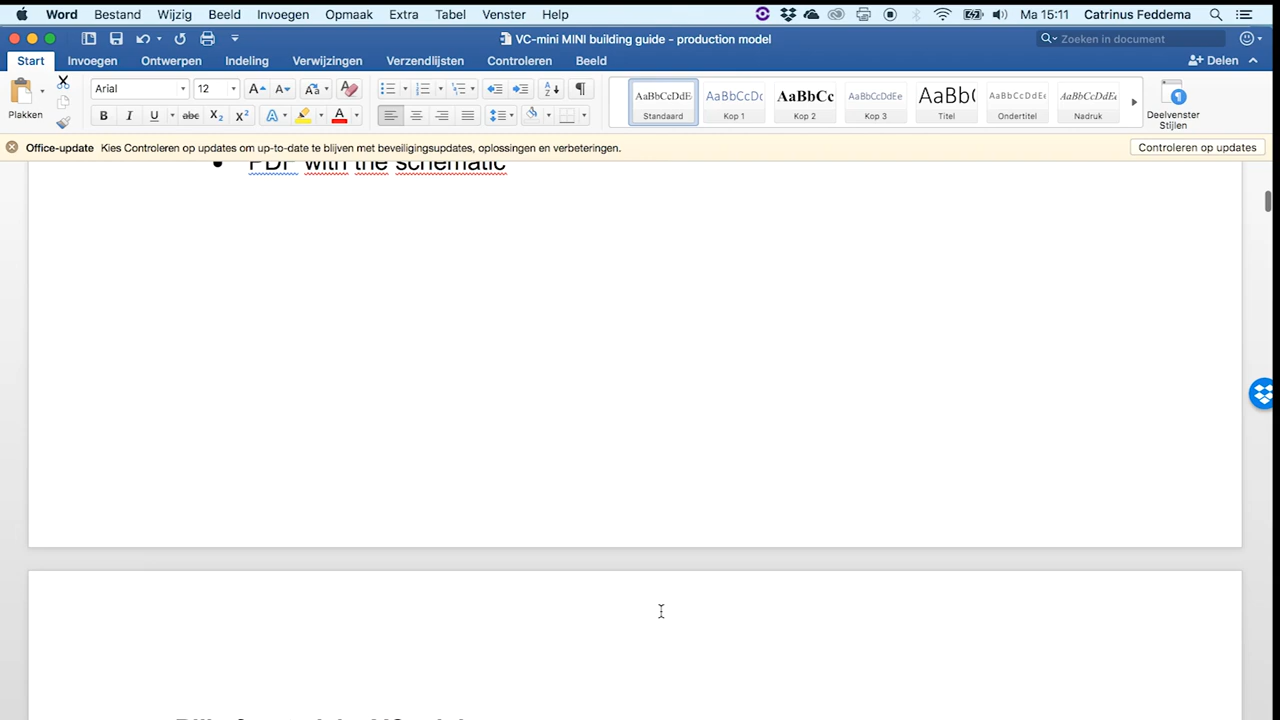 Word Bestand Wijzig Beeld Invoegen Opmaak Extra Tabel Venster Help Ma 15:11 Catrinus Feddema
VC-mini MINI building guide - production model Zoeken in document
Start Invoegen Ontwerpen Indeling Verwijzingen Verzendlijsten Controleren Beeld Delen
Arial 12 AaBbCcDdE AaBbCcDc AaBbCc AaBbCcDdEe AaBb( AaBbCcDdEe AaBbCcDdEe
Plakken Standaard Kop 1 Kop 2 Kop 3 Titel Ondertitel Nadruk Deelvenster
Stijlen
Office-update Kies Controleren op updates om up-to-date te blijven met beveiligingsupdates, oplossingen en verbeteringen. Controleren op updates
PDF with the schematic